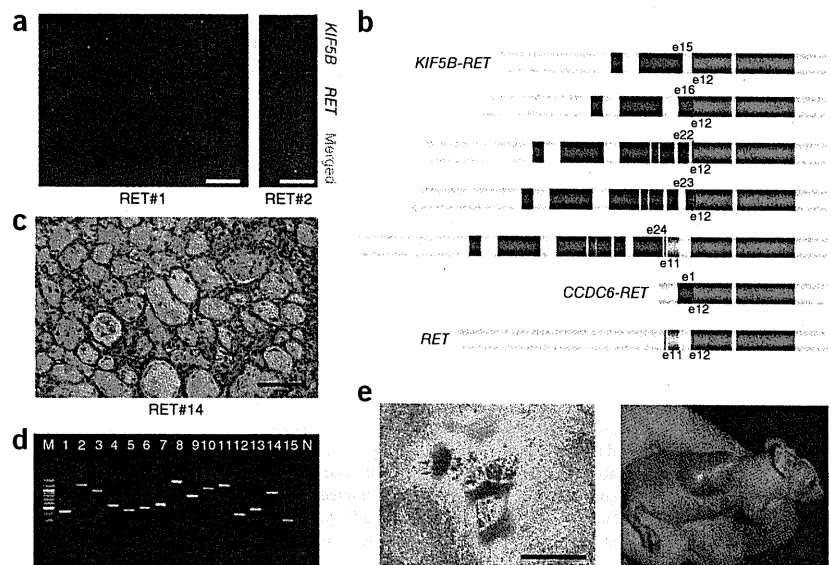 a
KIF5B RET Merged
RET#1
RET#2
b
KIF5B-RET
e15
e12
e16
e12
e22
e12
e23
e12
e24
e11
CCDC6-RET
e1
e12
RET
e11 e12
c
RET#14
d
M 1 2 3 4 5 6 7 8 9 10 11 12 13 14 15 N
e